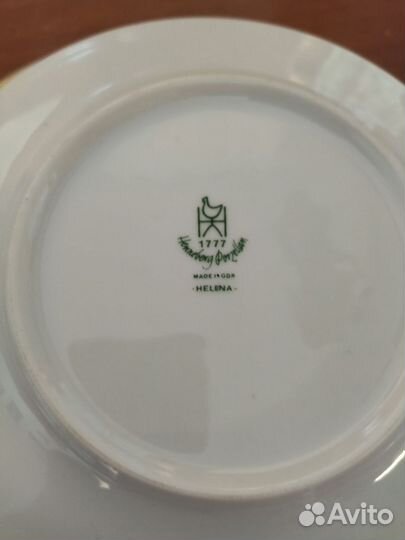 1777
Henneberg Porzellan
MADE IN GDR
·HELENA·
Avito